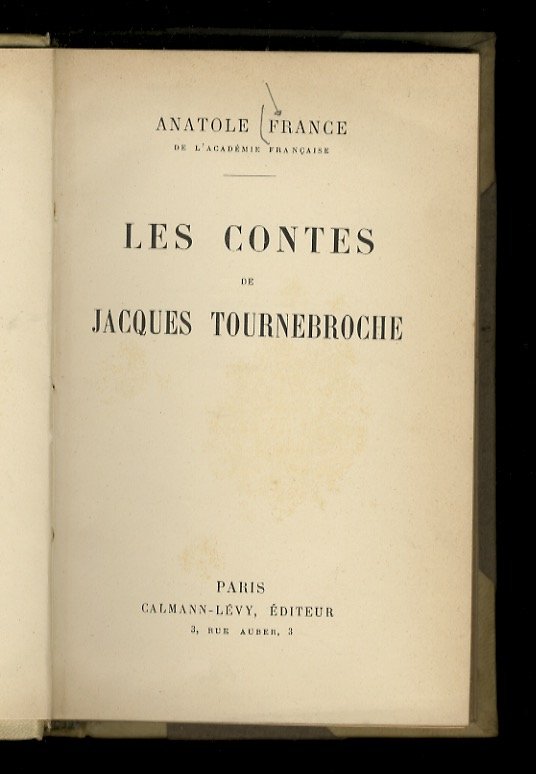 ANATOLE FRANCE
DE L'ACADÉMIE FRANÇAISE
LES CONTES
DE
JACQUES TOURNEBROCHE
PARIS
CALMANN-LÉVY, ÉDITEUR
3, RUE AUBER, 3